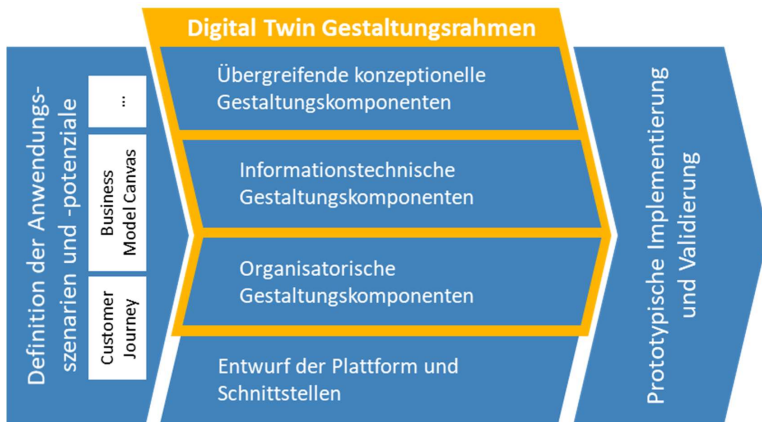 Digital Twin Gestaltungsrahmen
Definition der Anwendungs-
szenarien und -potenziale
...
Business
Model Canvas
Customer
Journey
Übergreifende konzeptionelle
Gestaltungskomponenten
Informationstechnische
Gestaltungskomponenten
Organisatorische
Gestaltungskomponenten
Entwurf der Plattform und
Schnittstellen
Prototypische Implementierung
und Validierung